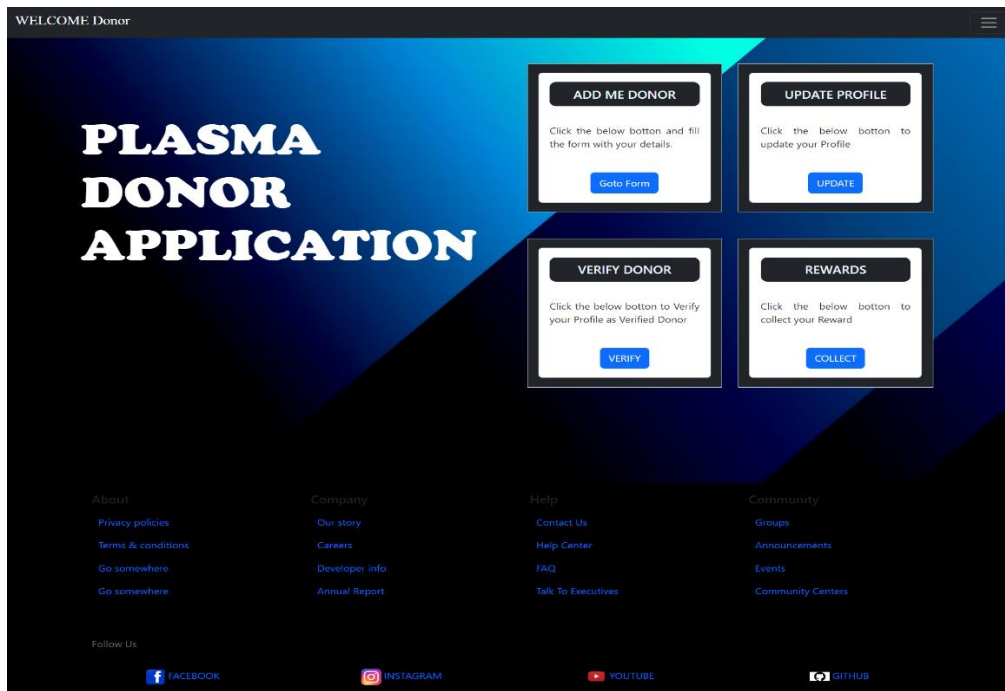 WELCOME Donor
PLASMA
DONOR
APPLICATION
ADD ME DONOR
Click the below botton and fill
the form with your details.
Goto Form
UPDATE PROFILE
Click the below botton to
update your Profile
UPDATE
VERIFY DONOR
Click the below botton to Verify
your Profile as Verified Donor
VERIFY
REWARDS
Click the below botton to
collect your Reward
COLLECT
About
Privacy policies
Terms & conditions
Go somewhere
Go somewhere
Company
Our story
Careers
Developer info
Annual Report
Help
Contact Us
Help Center
FAQ
Talk To Executives
Community
Groups
Announcements
Events
Community Centers
Follow Us
FACEBOOK
INSTAGRAM
YOUTUBE
GITHUB